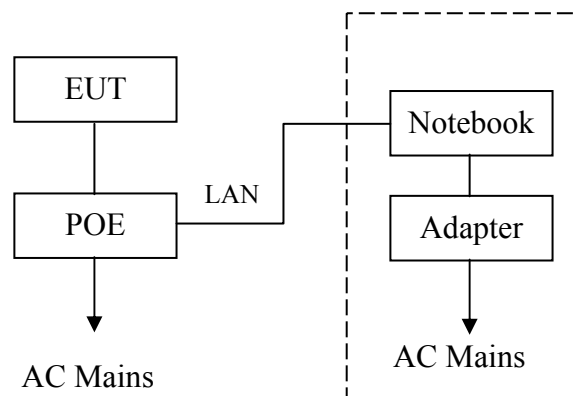 EUT
Notebook
LAN
POE
Adapter
AC Mains
AC Mains